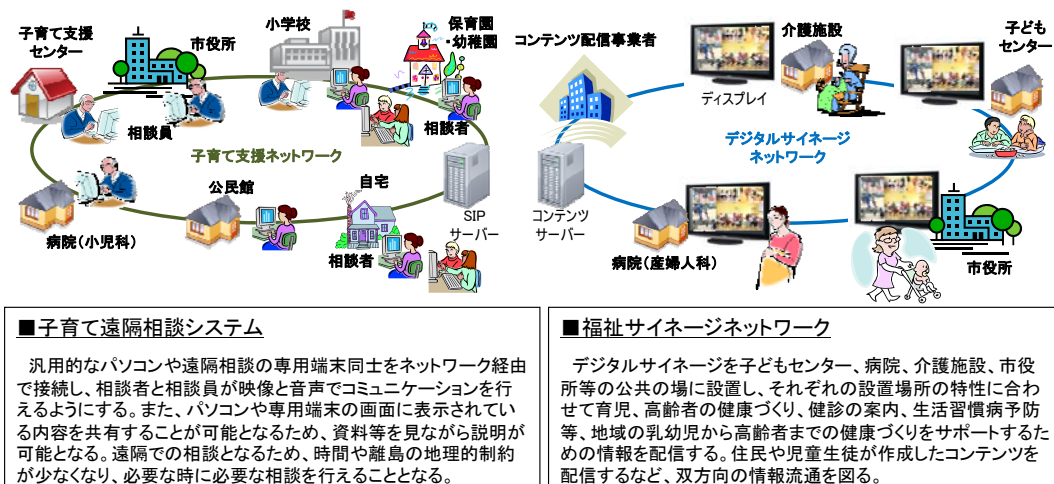 子育て支援
センター
市役所
小学校
保育園
・幼稚園
相談員
相談者
子育て支援ネットワーク
公民館
自宅
病院(小児科)
相談者
SIP
サーバー
コンテンツ配信事業者
ディスプレイ
介護施設
子ども
センター
デジタルサイネージ
ネットワーク
コンテンツ
サーバー
病院(産婦人科)
市役所
■子育て遠隔相談システム
汎用的なパソコンや遠隔相談の専用端末同士をネットワーク経由
で接続し、相談者と相談員が映像と音声でコミュニケーションを行
えるようにする。また、パソコンや専用端末の画面に表示されてい
る内容を共有することが可能となるため、資料等を見ながら説明が
可能となる。遠隔での相談となるため、時間や離島の地理的制約
が少なくなり、必要な時に必要な相談を行えることとなる。
■福祉サイネージネットワーク
デジタルサイネージを子どもセンター、病院、介護施設、市役
所等の公共の場に設置し、それぞれの設置場所の特性に合わ
せて育児、高齢者の健康づくり、健診の案内、生活習慣病予防
等、地域の乳幼児から高齢者までの健康づくりをサポートするた
めの情報を配信する。住民や児童生徒が作成したコンテンツを
配信するなど、双方向の情報流通を図る。